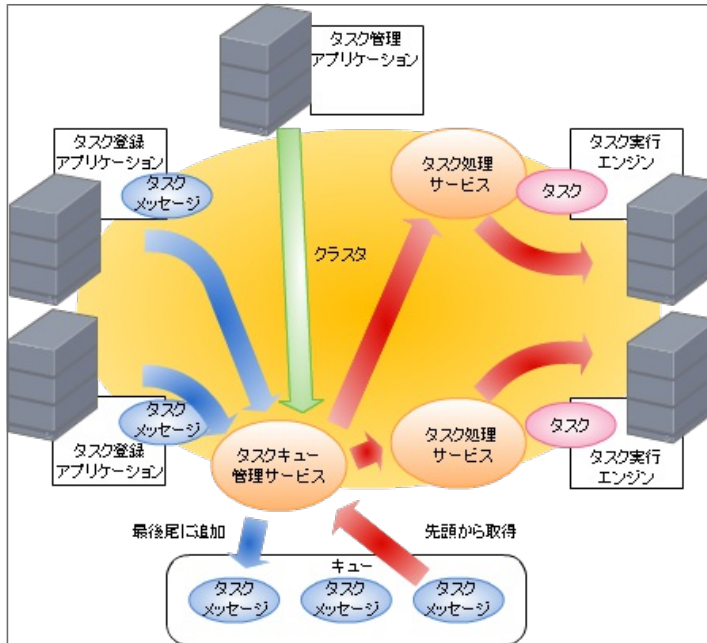 タスク管理
アプリケーション
タスク登録
アプリケーション
タスク
メッセージ
タスク処理
サービス
タスク
タスク実行
エンジン
クラスタ
タスク
メッセージ
タスク登録
アプリケーション
タスクキュー
管理サービス
タスク処理
サービス
タスク
タスク実行
エンジン
最後尾に追加
先頭から取得
キュー
タスク
メッセージ
タスク
メッセージ
タスク
メッセージ